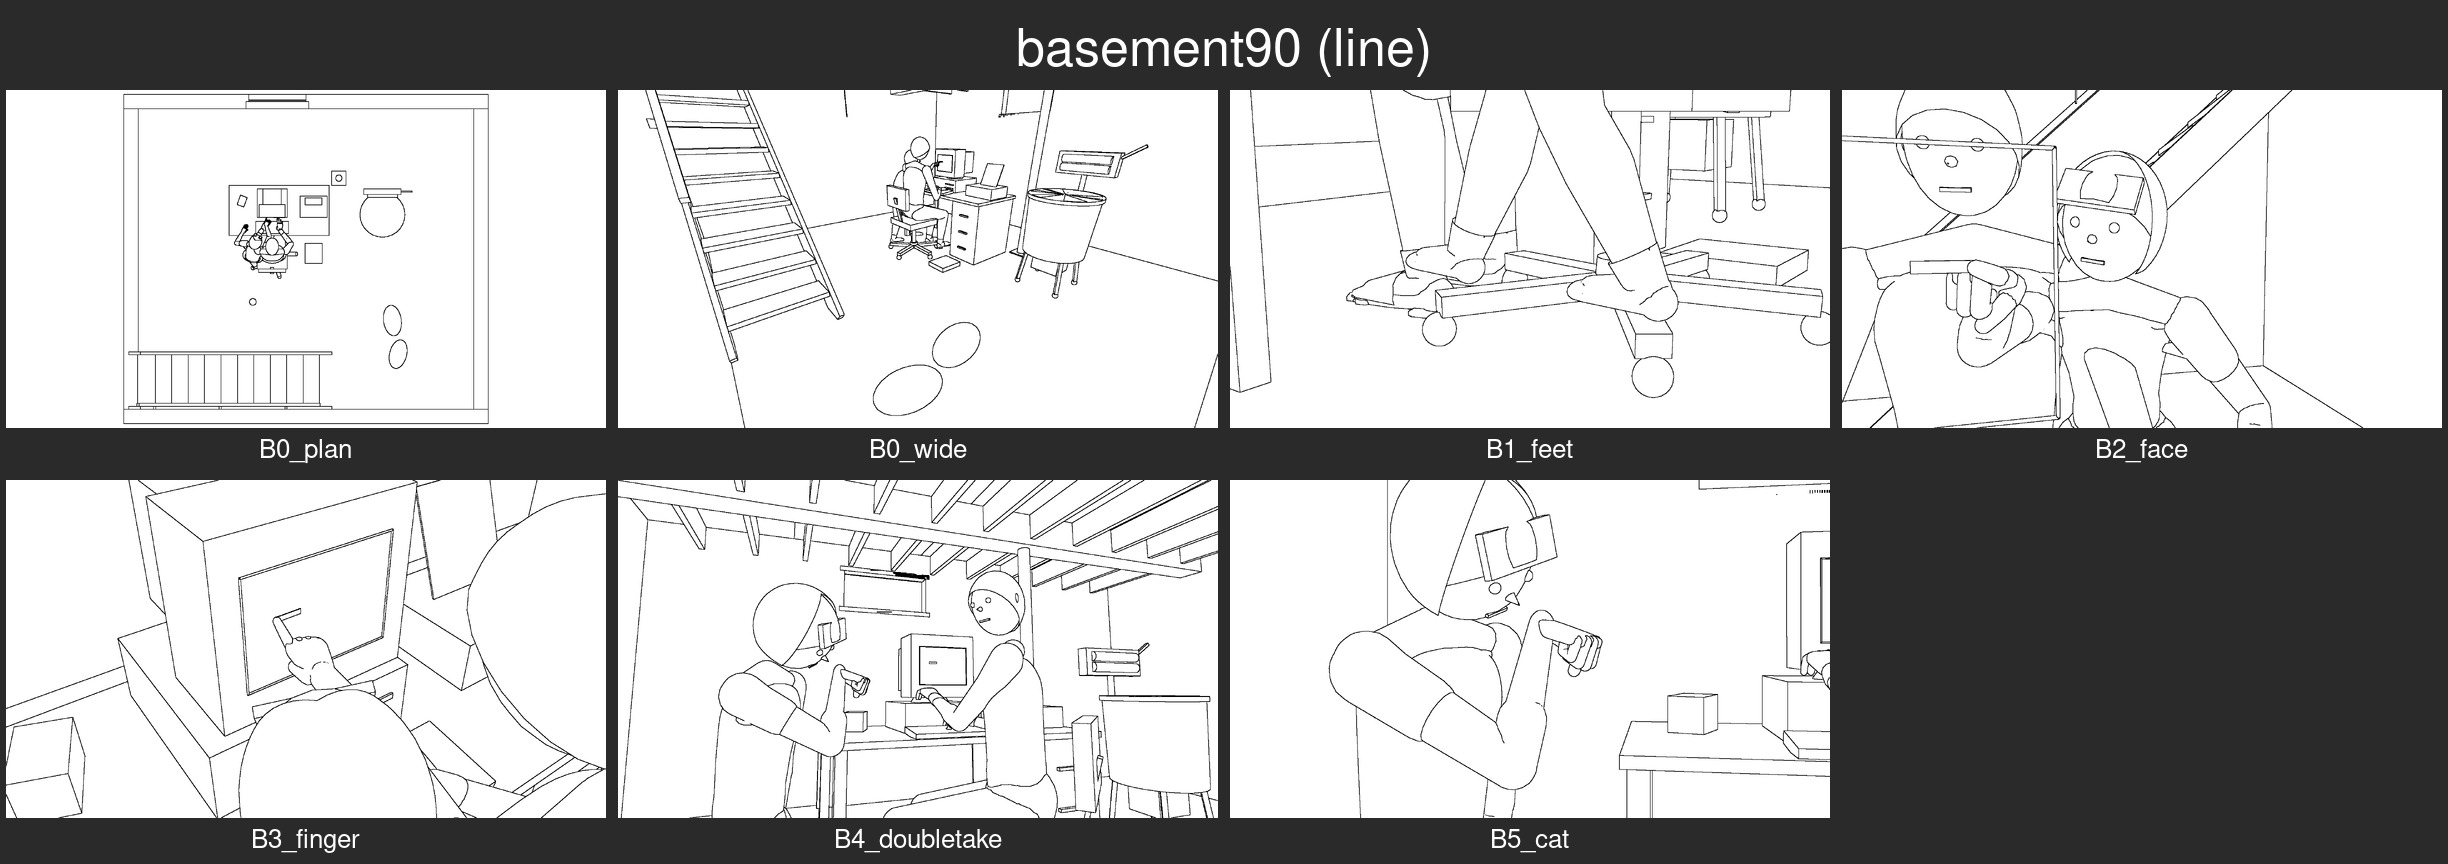 basement90 (line)
B0_plan
B0_wide
B1_feet
B2_face
B3_finger
B4_doubletake
B5_cat